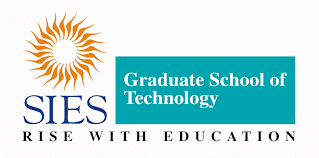 Graduate School of
Technology
SIES
RISE WITH EDUCATION